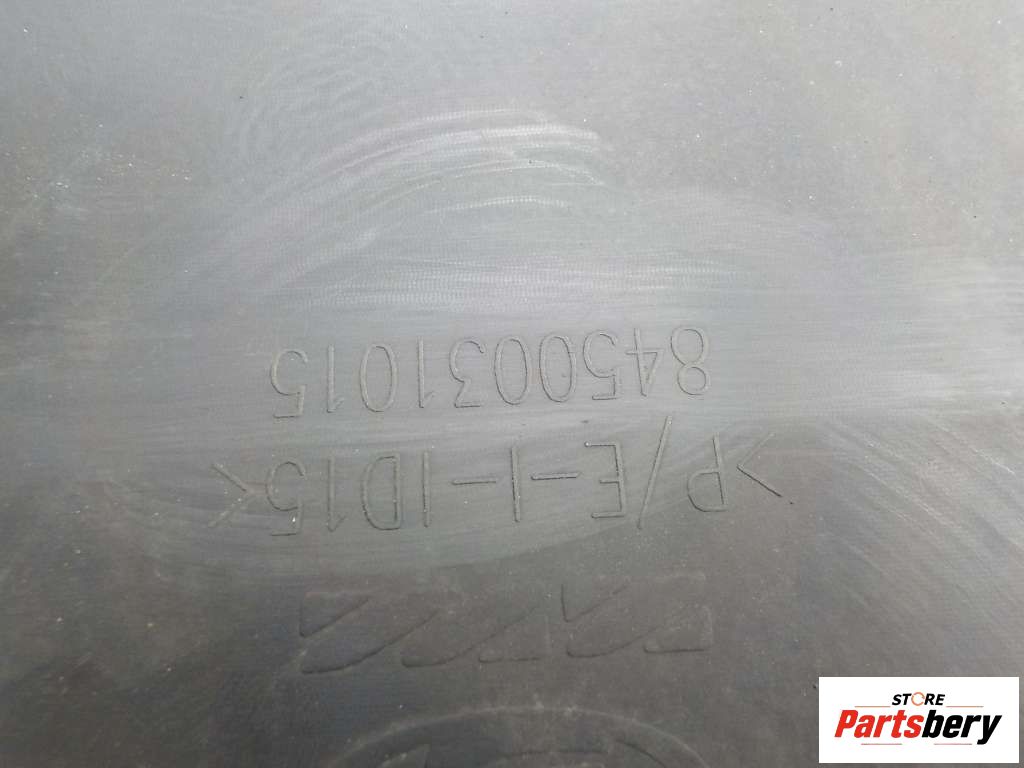 >P/E-I-ID15<
8450031015
STORE
Partsbery